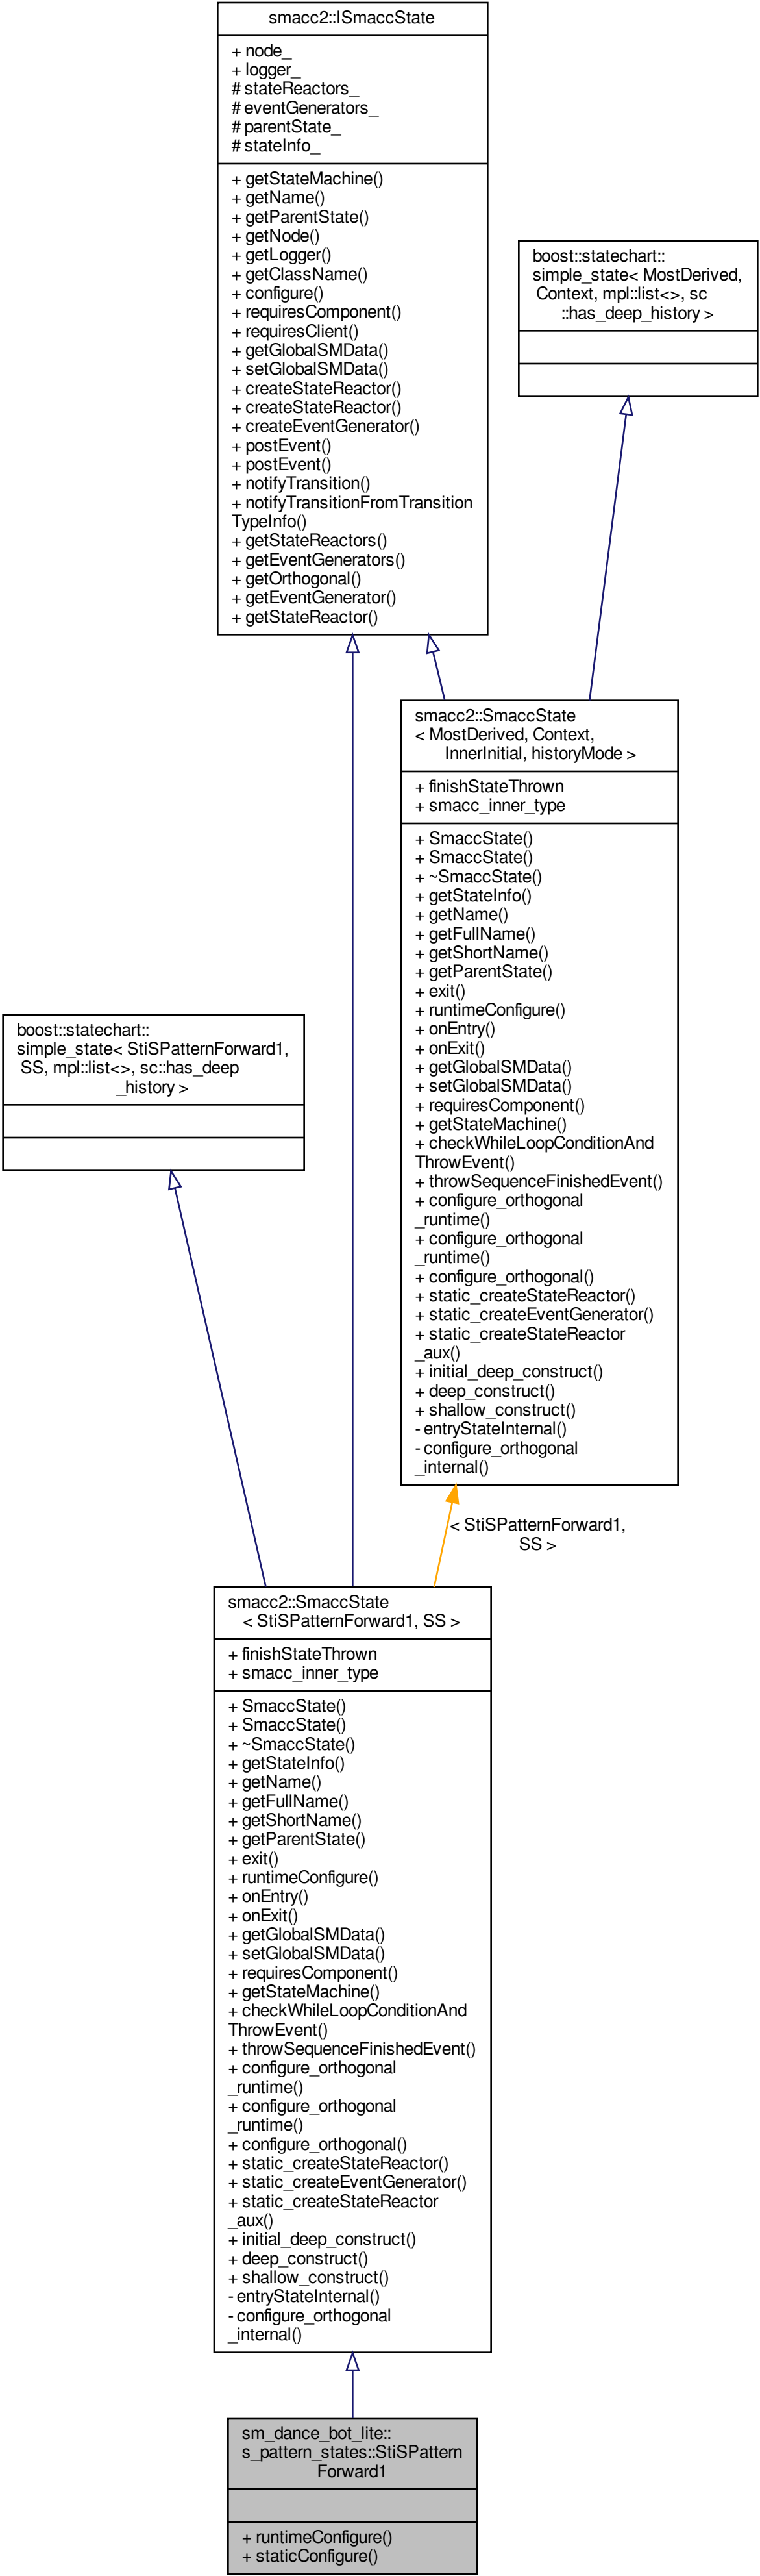 smacc2::ISmaccState
+ node_
+ logger_
# stateReactors_
# eventGenerators_
# parentState_
# stateInfo_
+ getStateMachine()
+ getName()
+ getParentState()
+ getNode()
+ getLogger()
+ getClassName()
+ configure()
+ requiresComponent()
+ requiresClient()
+ getGlobalSMData()
+ setGlobalSMData()
+ createStateReactor()
+ createStateReactor()
+ createEventGenerator()
+ postEvent()
+ postEvent()
+ notifyTransition()
+ notifyTransitionFromTransition
TypeInfo()
+ getStateReactors()
+ getEventGenerators()
+ getOrthogonal()
+ getEventGenerator()
+ getStateReactor()
boost::statechart::
simple_state< MostDerived,
Context, mpl::list<>, sc
::has_deep_history >
smacc2::SmaccState
< MostDerived, Context,
InnerInitial, historyMode >
+ finishStateThrown
+ smacc_inner_type
+ SmaccState()
+ SmaccState()
+ ~SmaccState()
+ getStateInfo()
+ getName()
+ getFullName()
+ getShortName()
+ getParentState()
+ exit()
+ runtimeConfigure()
+ onEntry()
+ onExit()
+ getGlobalSMData()
+ setGlobalSMData()
+ requiresComponent()
+ getStateMachine()
+ checkWhileLoopConditionAnd
ThrowEvent()
+ throwSequenceFinishedEvent()
+ configure_orthogonal
_runtime()
+ configure_orthogonal
_runtime()
+ configure_orthogonal()
+ static_createStateReactor()
+ static_createEventGenerator()
+ static_createStateReactor
_aux()
+ initial_deep_construct()
+ deep_construct()
+ shallow_construct()
- entryStateInternal()
- configure_orthogonal
_internal()
boost::statechart::
simple_state< StiSPatternForward1,
SS, mpl::list<>, sc::has_deep
_history >
< StiSPatternForward1,
SS >
smacc2::SmaccState
< StiSPatternForward1, SS >
+ finishStateThrown
+ smacc_inner_type
+ SmaccState()
+ SmaccState()
+ ~SmaccState()
+ getStateInfo()
+ getName()
+ getFullName()
+ getShortName()
+ getParentState()
+ exit()
+ runtimeConfigure()
+ onEntry()
+ onExit()
+ getGlobalSMData()
+ setGlobalSMData()
+ requiresComponent()
+ getStateMachine()
+ checkWhileLoopConditionAnd
ThrowEvent()
+ throwSequenceFinishedEvent()
+ configure_orthogonal
_runtime()
+ configure_orthogonal
_runtime()
+ configure_orthogonal()
+ static_createStateReactor()
+ static_createEventGenerator()
+ static_createStateReactor
_aux()
+ initial_deep_construct()
+ deep_construct()
+ shallow_construct()
- entryStateInternal()
- configure_orthogonal
_internal()
sm_dance_bot_lite::
s_pattern_states::StiSPattern
Forward1
+ runtimeConfigure()
+ staticConfigure()